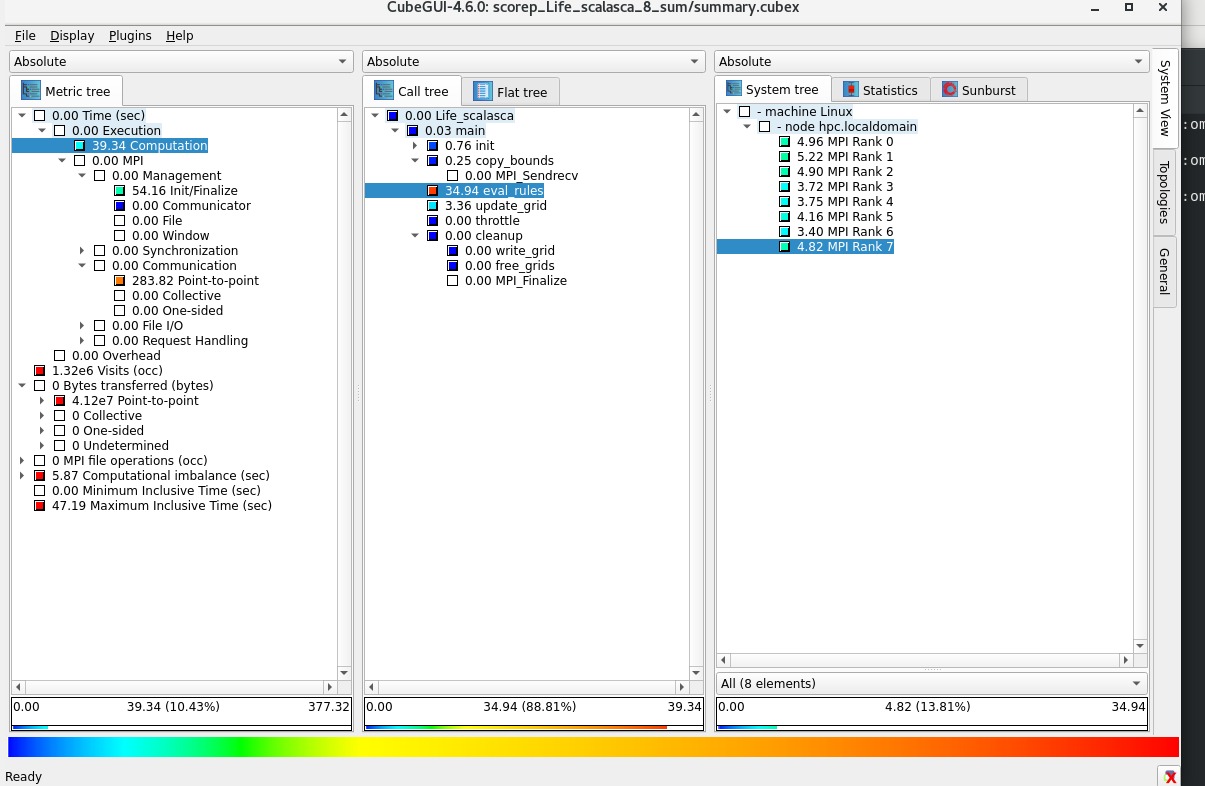 CubeGUI-4.6.0: scorep_Life_scalasca_8_sum/summary.cubex
File Display Plugins Help
Absolute
Metric tree
0.00 Time (sec)
0.00 Execution
39.34 Computation
0.00 MPI
0.00 Management
54.16 Init/Finalize
0.00 Communicator
0.00 File
0.00 Window
0.00 Synchronization
0.00 Communication
283.82 Point-to-point
0.00 Collective
0.00 One-sided
0.00 File I/O
0.00 Request Handling
0.00 Overhead
1.32e6 Visits (occ)
0 Bytes transferred (bytes)
4.12e7 Point-to-point
0 Collective
0 One-sided
0 Undetermined
0 MPI file operations (occ)
5.87 Computational imbalance (sec)
0.00 Minimum Inclusive Time (sec)
47.19 Maximum Inclusive Time (sec)
0.00 39.34 (10.43%) 377.32
Absolute
Call tree Flat tree
0.00 Life_scalasca
0.03 main
0.76 init
0.25 copy_bounds
0.00 MPI_Sendrecv
34.94 eval_rules
3.36 update_grid
0.00 throttle
0.00 cleanup
0.00 write_grid
0.00 free_grids
0.00 MPI_Finalize
0.00 34.94 (88.81%) 39.34
Absolute
System tree Statistics Sunburst
- machine Linux
- node hpc.localdomain
4.96 MPI Rank 0
5.22 MPI Rank 1
4.90 MPI Rank 2
3.72 MPI Rank 3
3.75 MPI Rank 4
4.16 MPI Rank 5
3.40 MPI Rank 6
4.82 MPI Rank 7
All (8 elements)
0.00 4.82 (13.81%) 34.94
System View
Topologies
General
:om
:om
:om
Ready